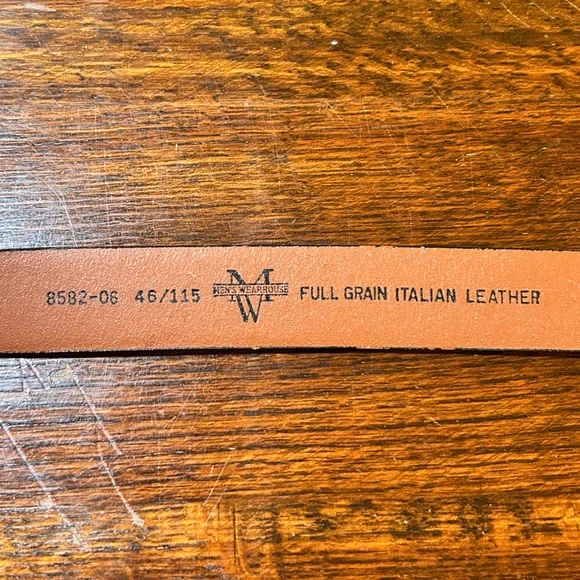 8582-06 46/115 M MEN'S WEARHOUSE W FULL GRAIN ITALIAN LEATHER